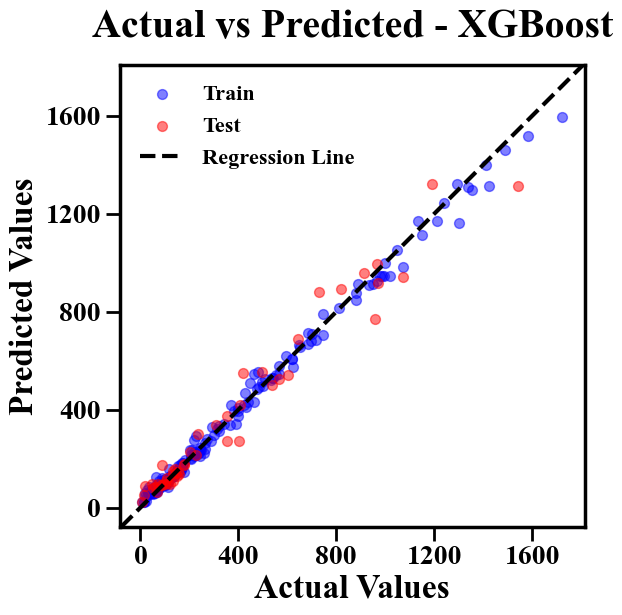 Actual vs Predicted - XGBoost
Train
Test
Regression Line
Predicted Values
1600
1200
800
400
0
0 400 800 1200 1600
Actual Values